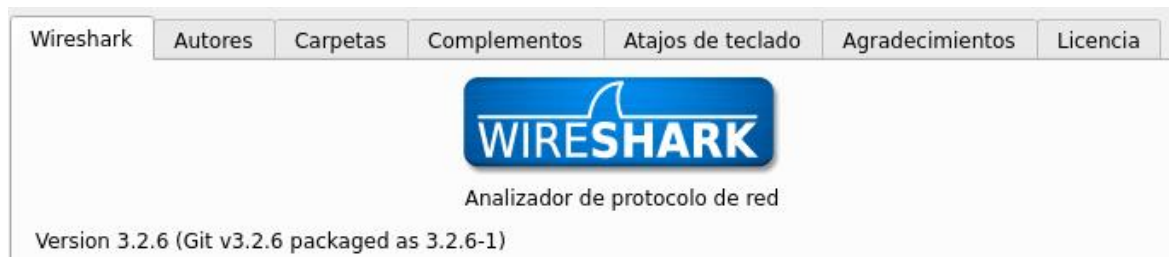 Wireshark Autores Carpetas Complementos Atajos de teclado Agradecimientos Licencia
WIRESHARK
Analizador de protocolo de red
Version 3.2.6 (Git v3.2.6 packaged as 3.2.6-1)